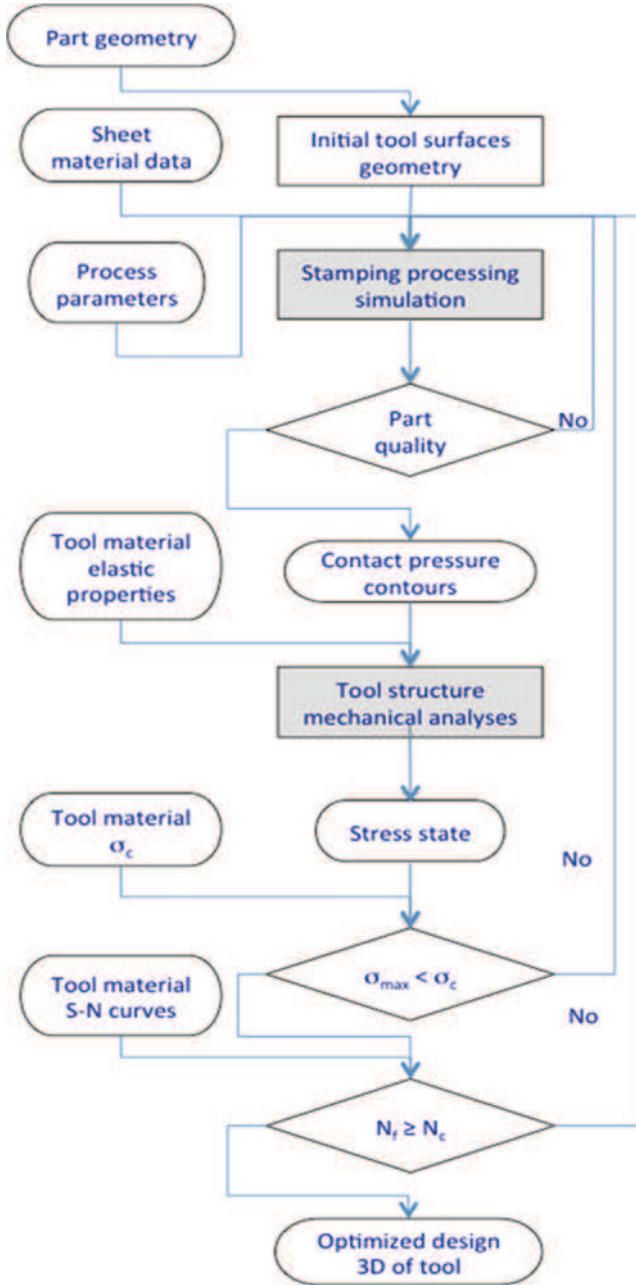 Part geometry
Sheet
material data
Initial tool surfaces
geometry
Process
parameters
Stamping processing
simulation
Part
quality
No
Tool material
elastic
properties
Contact pressure
contours
Tool structure
mechanical analyses
Tool material
σc
Stress state
No
σmax < σc
Tool material
S-N curves
No
Nf ≥ Nc
Optimized design
3D of tool